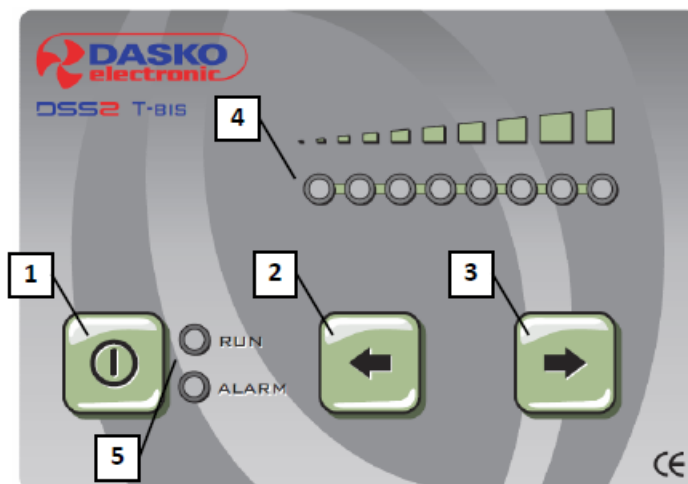 DASKO
electronic
DSS2 T-BIS
4
1
2
3
RUN
ALARM
5
CE